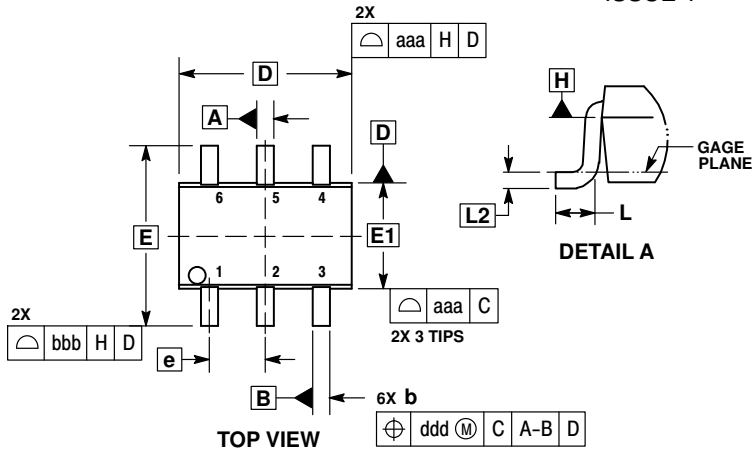 2X
aaa H D
D
A
D
H
GAGE
PLANE
6 5 4
L2
L
E
E1
DETAIL A
1 2 3
aaa C
2X 3 TIPS
2X
bbb H D
e
B
6X b
ddd Ⓜ C A-B D
TOP VIEW